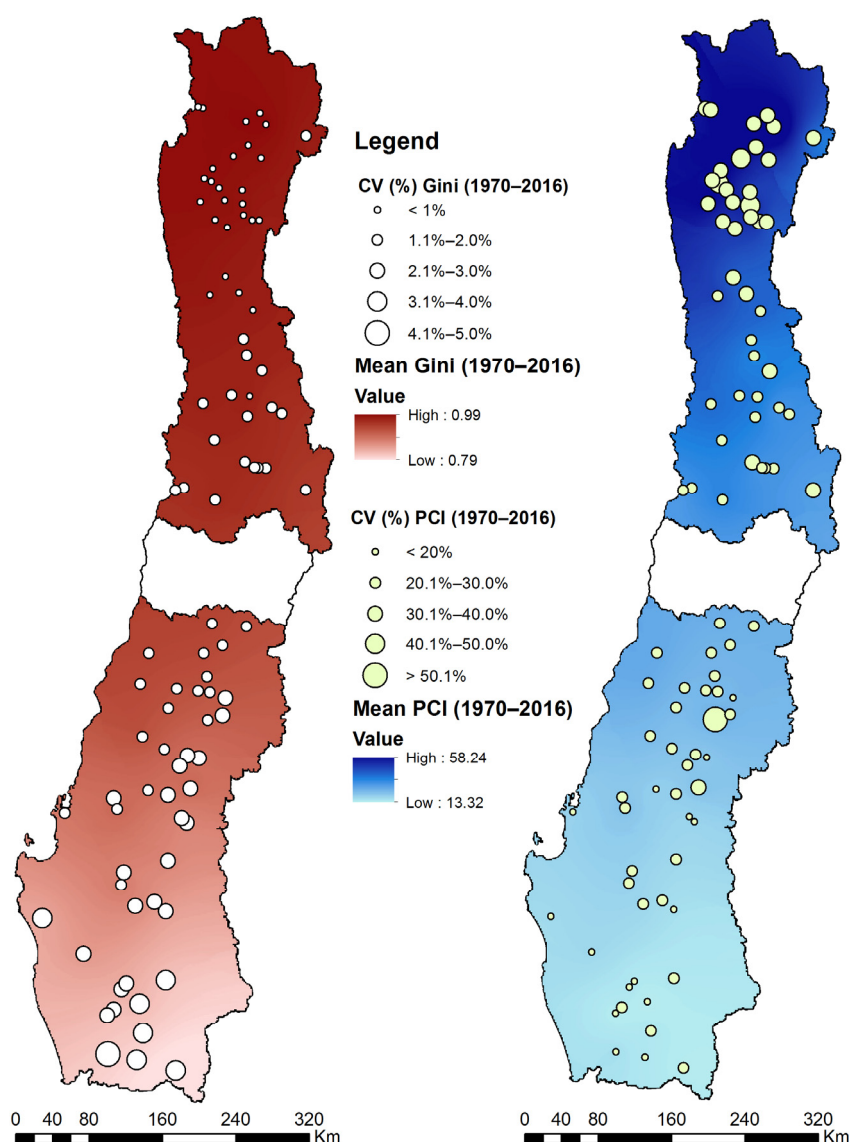 Legend
CV (%) Gini (1970–2016)
< 1%
1.1%–2.0%
2.1%–3.0%
3.1%–4.0%
4.1%–5.0%
Mean Gini (1970–2016)
Value
High : 0.99
Low : 0.79
CV (%) PCI (1970–2016)
< 20%
20.1%–30.0%
30.1%–40.0%
40.1%–50.0%
> 50.1%
Mean PCI (1970–2016)
Value
High : 58.24
Low : 13.32
0 40 80 160 240 320
Km
0 40 80 160 240 320
Km